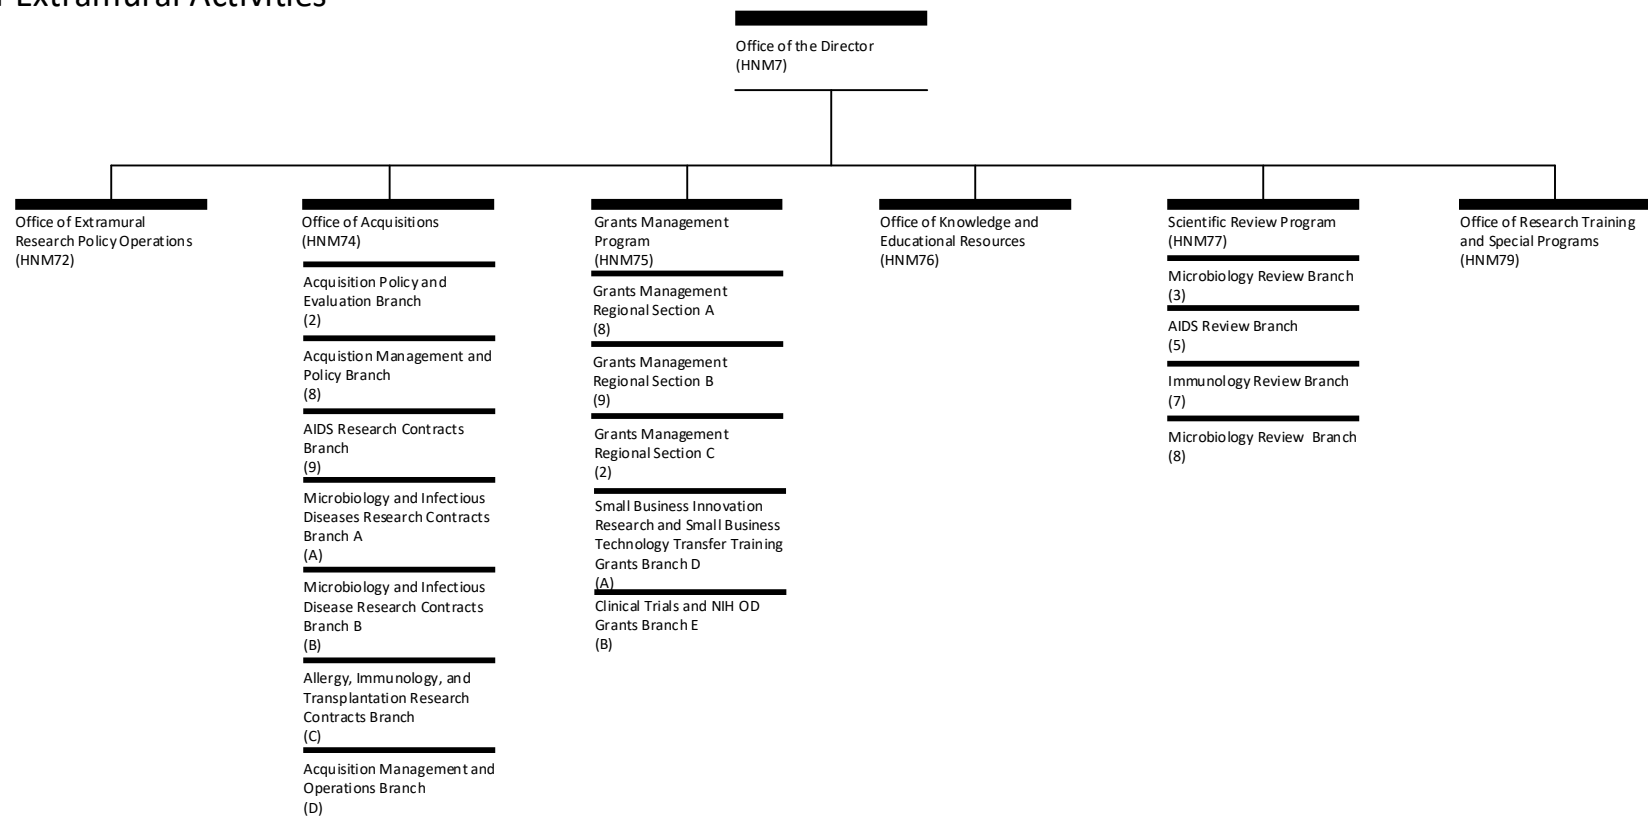 Extramural Activities
Office of the Director
(HNM7)
Office of Extramural
Research Policy Operations
(HNM72)
Office of Acquisitions
(HNM74)
Acquisition Policy and
Evaluation Branch
(2)
Acquistion Management and
Policy Branch
(8)
AIDS Research Contracts
Branch
(9)
Microbiology and Infectious
Diseases Research Contracts
Branch A
(A)
Microbiology and Infectious
Disease Research Contracts
Branch B
(B)
Allergy, Immunology, and
Transplantation Research
Contracts Branch
(C)
Acquisition Management and
Operations Branch
(D)
Grants Management
Program
(HNM75)
Grants Management
Regional Section A
(8)
Grants Management
Regional Section B
(9)
Grants Management
Regional Section C
(2)
Small Business Innovation
Research and Small Business
Technology Transfer Training
Grants Branch D
(A)
Clinical Trials and NIH OD
Grants Branch E
(B)
Office of Knowledge and
Educational Resources
(HNM76)
Scientific Review Program
(HNM77)
Microbiology Review Branch
(3)
AIDS Review Branch
(5)
Immunology Review Branch
(7)
Microbiology Review Branch
(8)
Office of Research Training
and Special Programs
(HNM79)